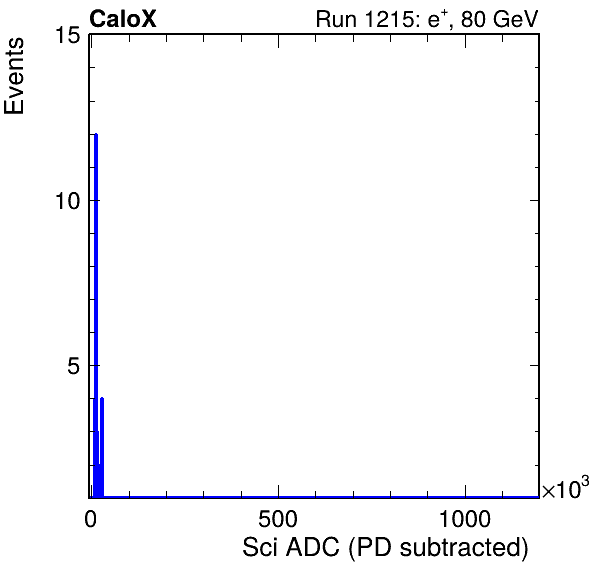 CaloX Run 1215: e⁺, 80 GeV
Events
15
10
5
0 500 1000
×10³
Sci ADC (PD subtracted)